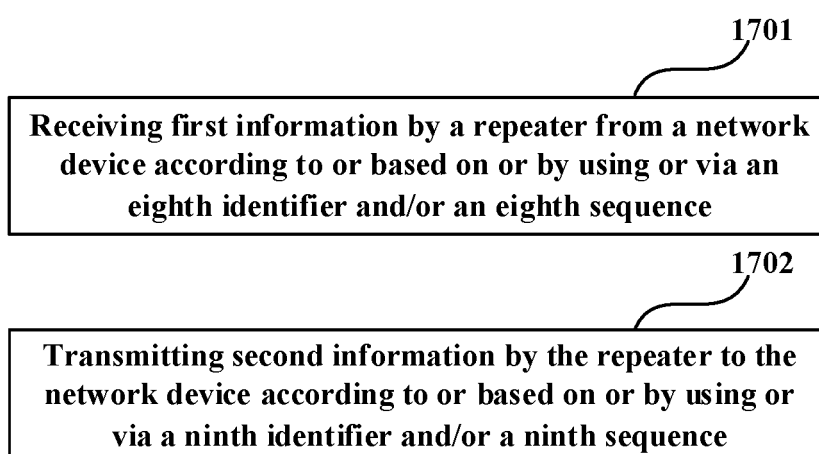 1701
Receiving first information by a repeater from a network
device according to or based on or by using or via an
eighth identifier and/or an eighth sequence
1702
Transmitting second information by the repeater to the
network device according to or based on or by using or
via a ninth identifier and/or a ninth sequence